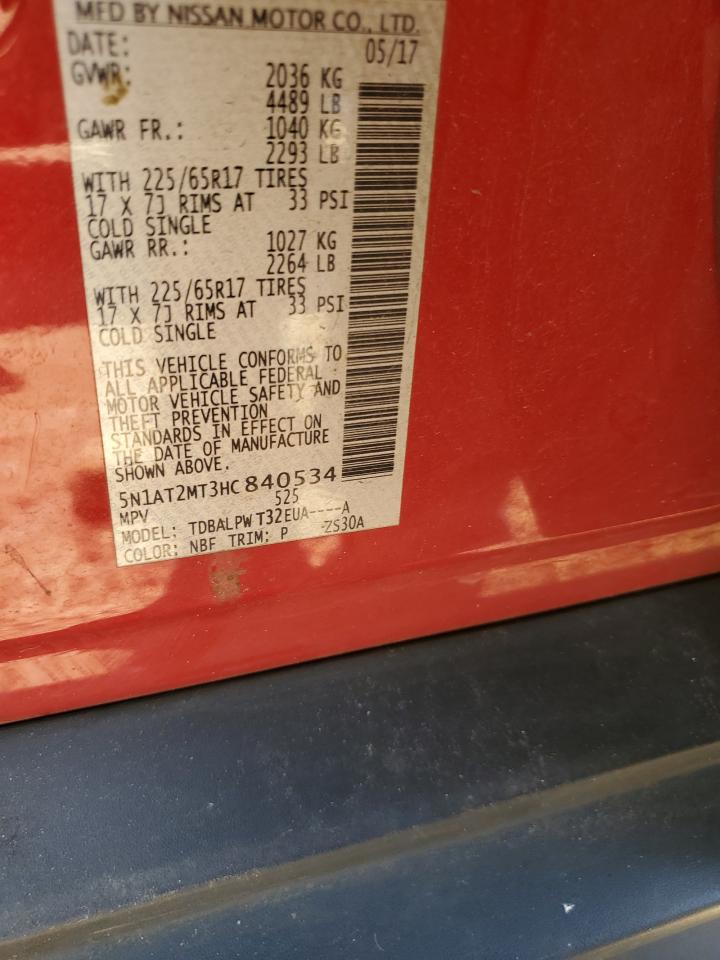 MFD BY NISSAN MOTOR CO., LTD.
DATE: 05/17
GVWR: 2036 KG
4489 LB
GAWR FR.: 1040 KG
2293 LB
WITH 225/65R17 TIRES
17 X 7J RIMS AT 33 PSI
COLD SINGLE
GAWR RR.: 1027 KG
2264 LB
WITH 225/65R17 TIRES
17 X 7J RIMS AT 33 PSI
COLD SINGLE
THIS VEHICLE CONFORMS TO
ALL APPLICABLE FEDERAL
MOTOR VEHICLE SAFETY AND
THEFT PREVENTION
STANDARDS IN EFFECT ON
THE DATE OF MANUFACTURE
SHOWN ABOVE.
5N1AT2MT3HC840534
MPV 525
MODEL: TDBALPWT32EUA----A
COLOR: NBF TRIM: P ZS30A